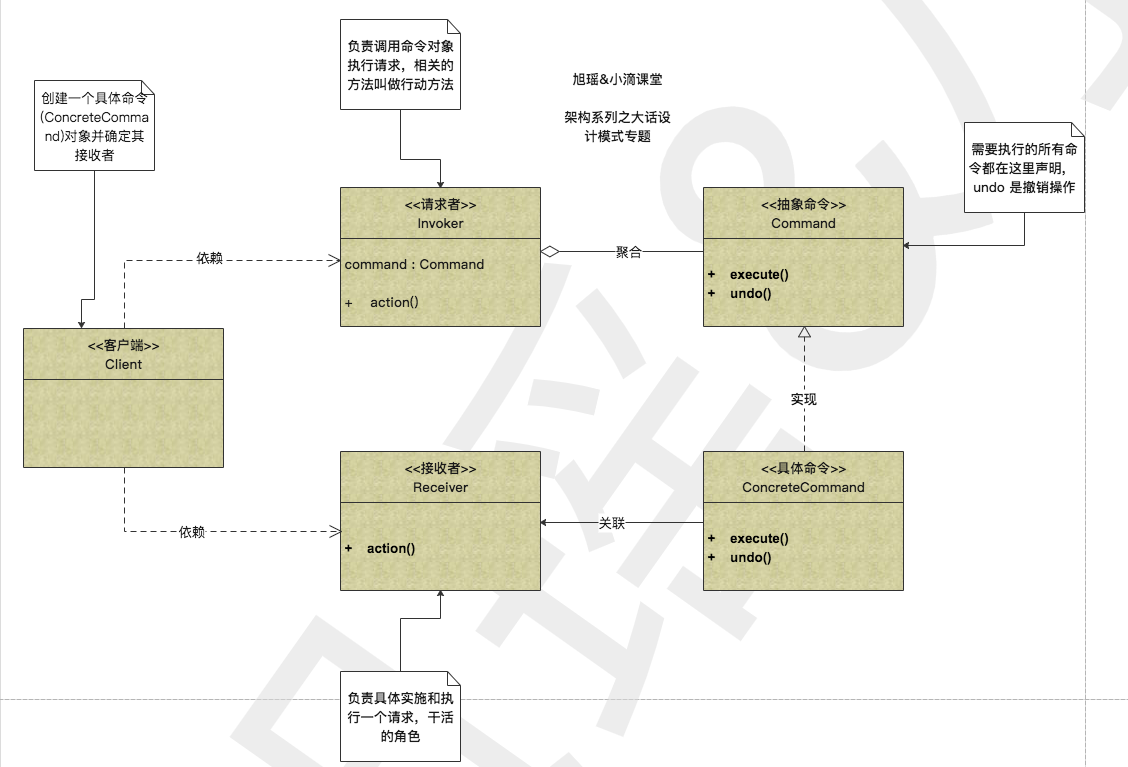 负责调用命令对象
执行请求，相关的
方法叫做行动方法
旭瑶&小滴课堂
架构系列之大话设
计模式专题
创建一个具体命令
(ConcreteComma
nd)对象并确定其
接收者
需要执行的所有命
令都在这里声明，
undo 是撤销操作
<<请求者>>
Invoker
command : Command
+ action()
聚合
<<抽象命令>>
Command
+ execute()
+ undo()
依赖
<<客户端>>
Client
实现
<<接收者>>
Receiver
+ action()
关联
<<具体命令>>
ConcreteCommand
+ execute()
+ undo()
依赖
负责具体实施和执
行一个请求，干活
的角色